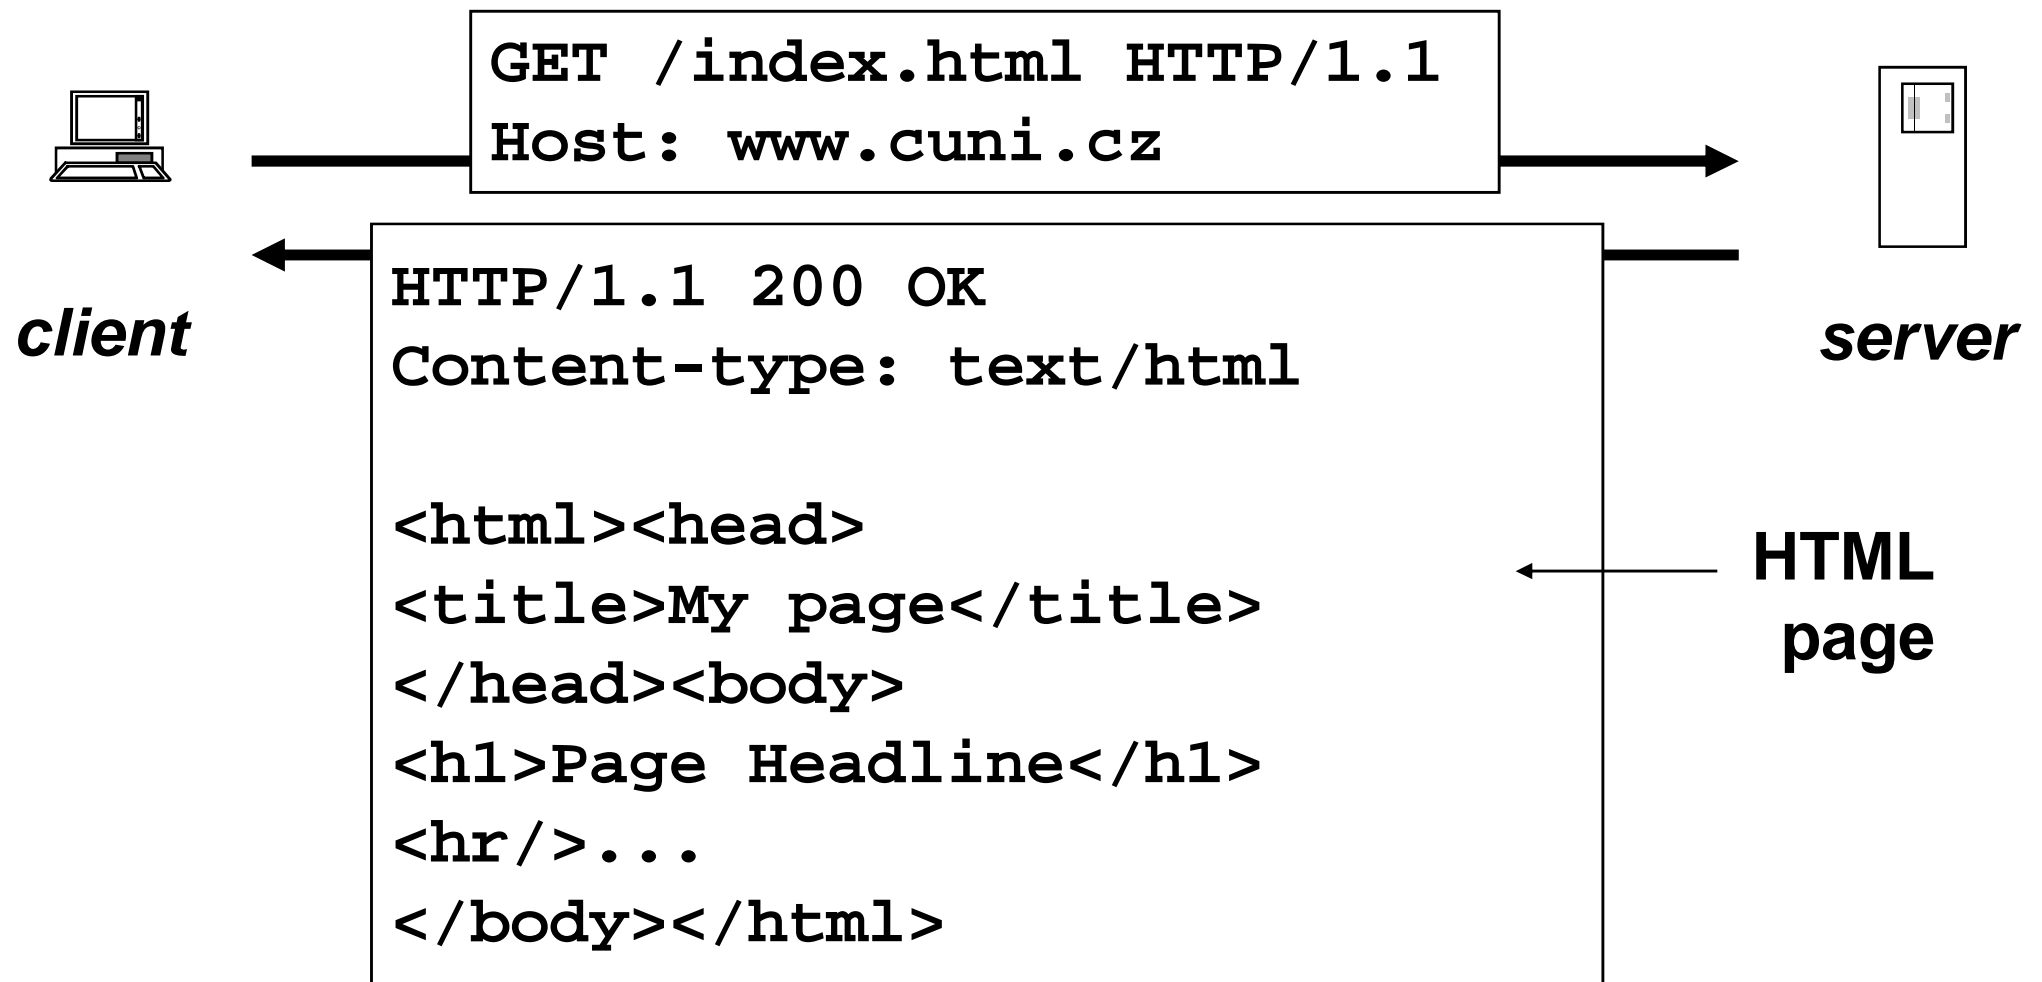 GET /index.html HTTP/1.1
Host: www.cuni.cz
client
server
HTTP/1.1 200 OK
Content-type: text/html
<html><head>
<title>My page</title>
</head><body>
<h1>Page Headline</h1>
<hr/>...
</body></html>
HTML
page